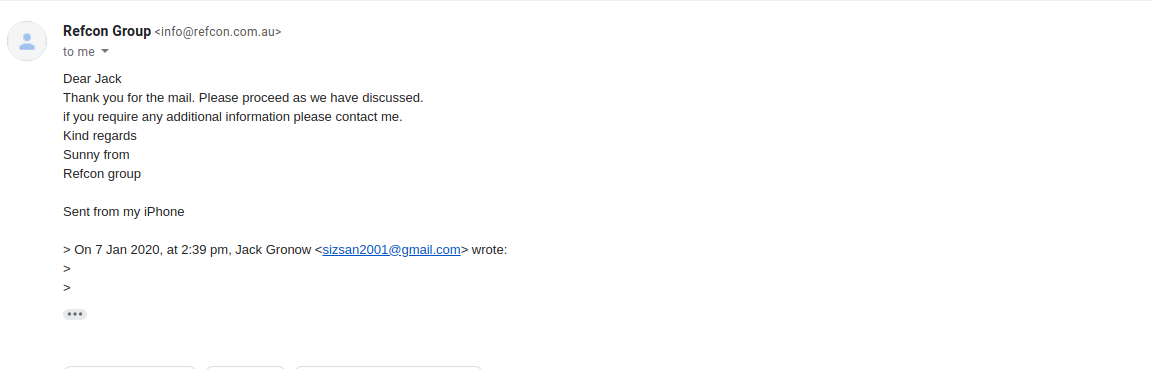 Refcon Group <info@refcon.com.au>
to me
Dear Jack
Thank you for the mail. Please proceed as we have discussed.
if you require any additional information please contact me.
Kind regards
Sunny from
Refcon group
Sent from my iPhone
> On 7 Jan 2020, at 2:39 pm, Jack Gronow <sizsan2001@gmail.com> wrote:
>
>